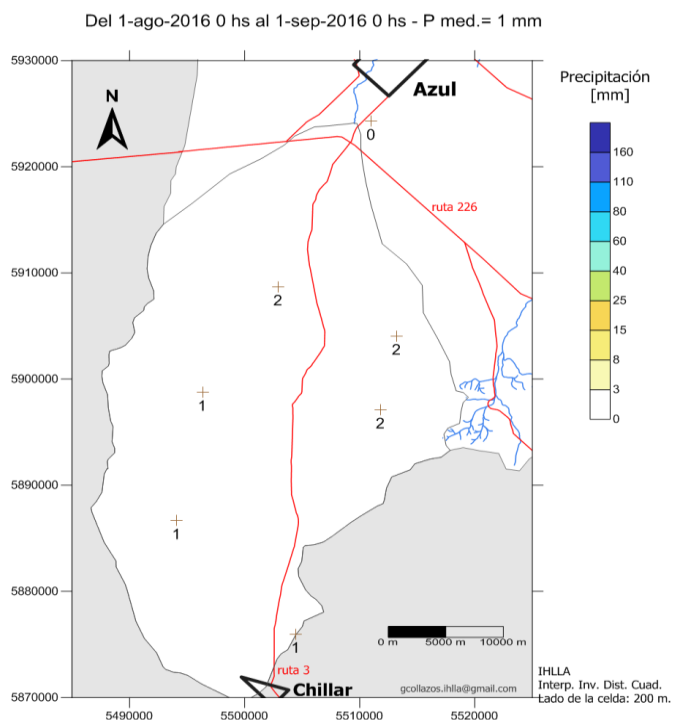 Del 1-ago-2016 0 hs al 1-sep-2016 0 hs - P med.= 1 mm
5930000
Azul
Precipitación
[mm]
N
0
160
5920000
110
ruta 226
80
60
5910000
40
2
25
2
15
5900000
8
1
2
3
0
5890000
1
5880000
0 m 5000 m 10000 m
1
ruta 3
IHLLA
Chillar
gcollazos.ihlla@gmail.com
Interp. Inv. Dist. Cuad.
5870000
Lado de la celda: 200 m.
5490000 5500000 5510000 5520000